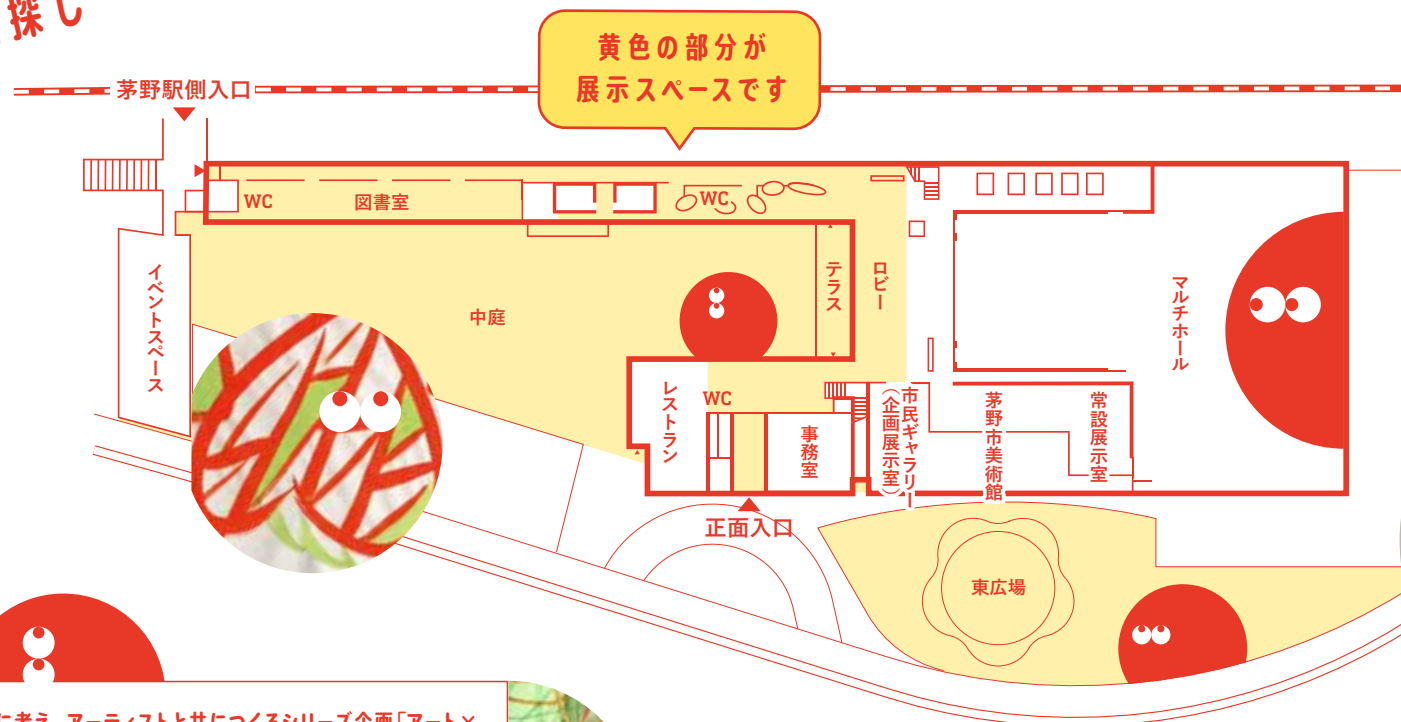 探し
茅野駅側入口
黄色の部分が
展示スペースです
WC
図書室
WC
イベントスペース
中庭
テラス
ロビー
マルチホール
レストラン
WC
事務室
市民ギャラリー
（企画展示室）
茅野市美術館
常設展示室
正面入口
東広場
に考え、アーティストと共につくるシリーズ企画「アート×